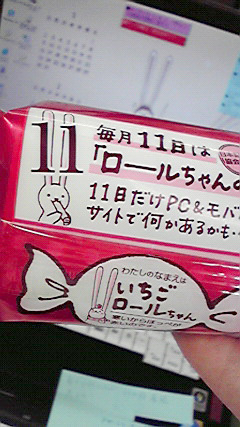 11
毎月11日は
「ロールちゃんの
11日だけPC&モバ
サイトで何があるかも・
わたしのなまえは
いちご
ロールちゃん